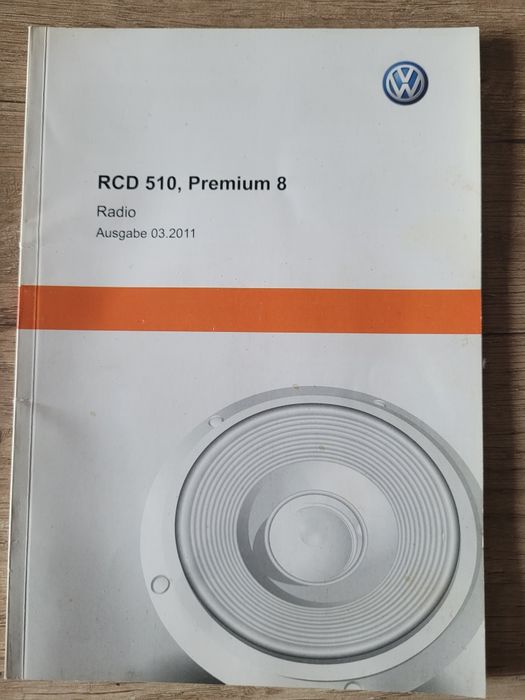 RCD 510, Premium 8
Radio
Ausgabe 03.2011